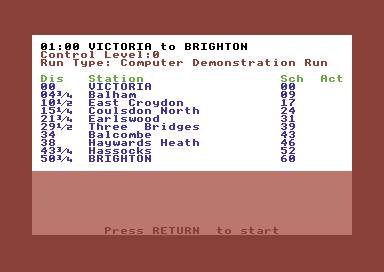 01:00 VICTORIA to BRIGHTON
Control Level:0
Run Type: Computer Demonstration Run
Dis Station Sch Act
00 VICTORIA 00
04¾ Balham 09
10½ East Croydon 17
15¼ Coulsdon North 24
21¾ Earlswood 31
29½ Three Bridges 39
34 Balcombe 43
38 Haywards Heath 46
43¾ Hassocks 52
50¾ BRIGHTON 60
Press RETURN to start